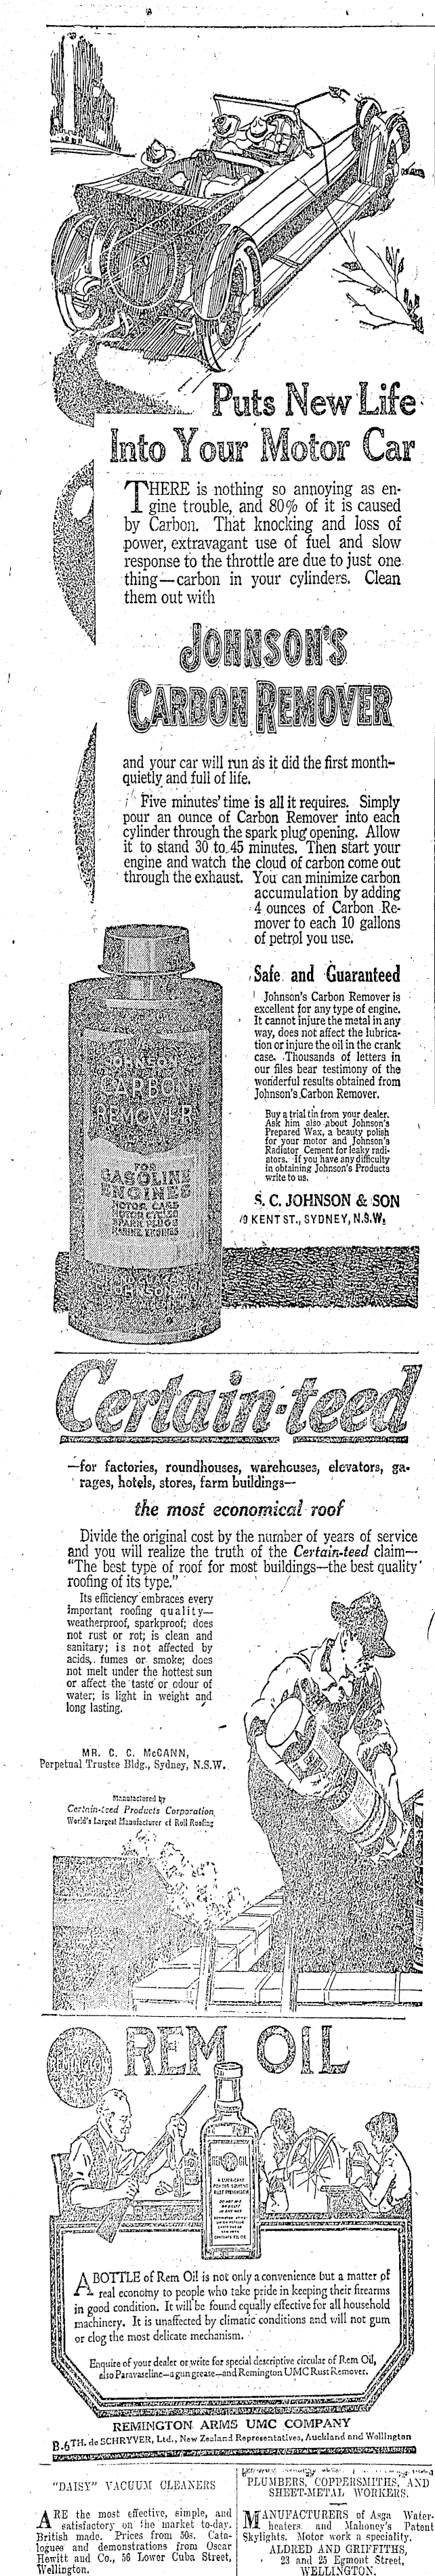 Puts New Life
Into Your Motor Car
THERE is nothing so annoying as en-
gine trouble, and 80% of it is caused
by Carbon. That knocking and loss of
power, extravagant use of fuel and slow
response to the throttle are due to just one
thing—carbon in your cylinders. Clean
them out with
JOHNSON'S
CARBON REMOVER
and your car will run as it did the first month—
quietly and full of life.
Five minutes' time is all it requires. Simply
pour an ounce of Carbon Remover into each
cylinder through the spark plug opening. Allow
it to stand 30 to 45 minutes. Then start your
engine and watch the cloud of carbon come out
through the exhaust. You can minimize carbon
accumulation by adding
4 ounces of Carbon Re-
mover to each 10 gallons
of petrol you use.
Safe and Guaranteed
Johnson's Carbon Remover is
excellent for any type of engine.
It cannot injure the metal in any
way, does not affect the lubrica-
tion or injure the oil in the crank
case. Thousands of letters in
our files bear testimony of the
wonderful results obtained from
Johnson's Carbon Remover.
Buy a trial tin from your dealer.
Ask him also about Johnson's
Prepared Wax, a beauty polish
for your motor and Johnson's
Radiator Cement for leaky radi-
ators. If you have any difficulty
in obtaining Johnson's Products
write to us.
S. C. JOHNSON & SON
KENT ST., SYDNEY, N.S.W.
JOHNSON'S
CARBON
REMOVER
FOR
GASOLINE
ENGINES
MOTOR CARS
MOTOR CYCLES
SPARK PLUGS
MARINE ENGINES
Certain-teed
—for factories, roundhouses, warehouses, elevators, ga-
rages, hotels, stores, farm buildings—
the most economical roof
Divide the original cost by the number of years of service
and you will realize the truth of the Certain-teed claim—
"The best type of roof for most buildings—the best quality
roofing of its type."
Its efficiency embraces every
important roofing quality—
weatherproof, sparkproof; does
not rust or rot; is clean and
sanitary; is not affected by
acids, fumes or smoke; does
not melt under the hottest sun
or affect the taste or odour of
water; is light in weight and
long lasting.
MR. C. C. McCANN,
Perpetual Trustee Bldg., Sydney, N.S.W.
Manufactured by
Certain-teed Products Corporation
World's Largest Manufacturer of Roll Roofing
REMINGTON
REM OIL
REM OIL
A LUBRICANT
POWDER SOLVENT
RUST PREVENTER
A BOTTLE of Rem Oil is not only a convenience but a matter of
real economy to people who take pride in keeping their firearms
in good condition. It will be found equally effective for all household
machinery. It is unaffected by climatic conditions and will not gum
or clog the most delicate mechanism.
Enquire of your dealer or write for special descriptive circular of Rem Oil,
also Paravaseline—a gun grease—and Remington UMC Rust Remover.
REMINGTON ARMS UMC COMPANY
B-6 TH. de SCHRYVER, Ltd., New Zealand Representatives, Auckland and Wellington
"DAISY" VACUUM CLEANERS
ARE the most effective, simple, and
satisfactory on the market to-day.
British made. Prices from 50s. Cata-
logues and demonstrations from Oscar
Hewitt and Co., 56 Lower Cuba Street,
Wellington.
PLUMBERS, COPPERSMITHS, AND
SHEET-METAL WORKERS.
MANUFACTURERS of Asga Water-
heaters and Mahoney's Patent
Skylights. Motor work a speciality.
ALDRED AND GRIFFITHS,
23 and 25 Egmont Street,
WELLINGTON.